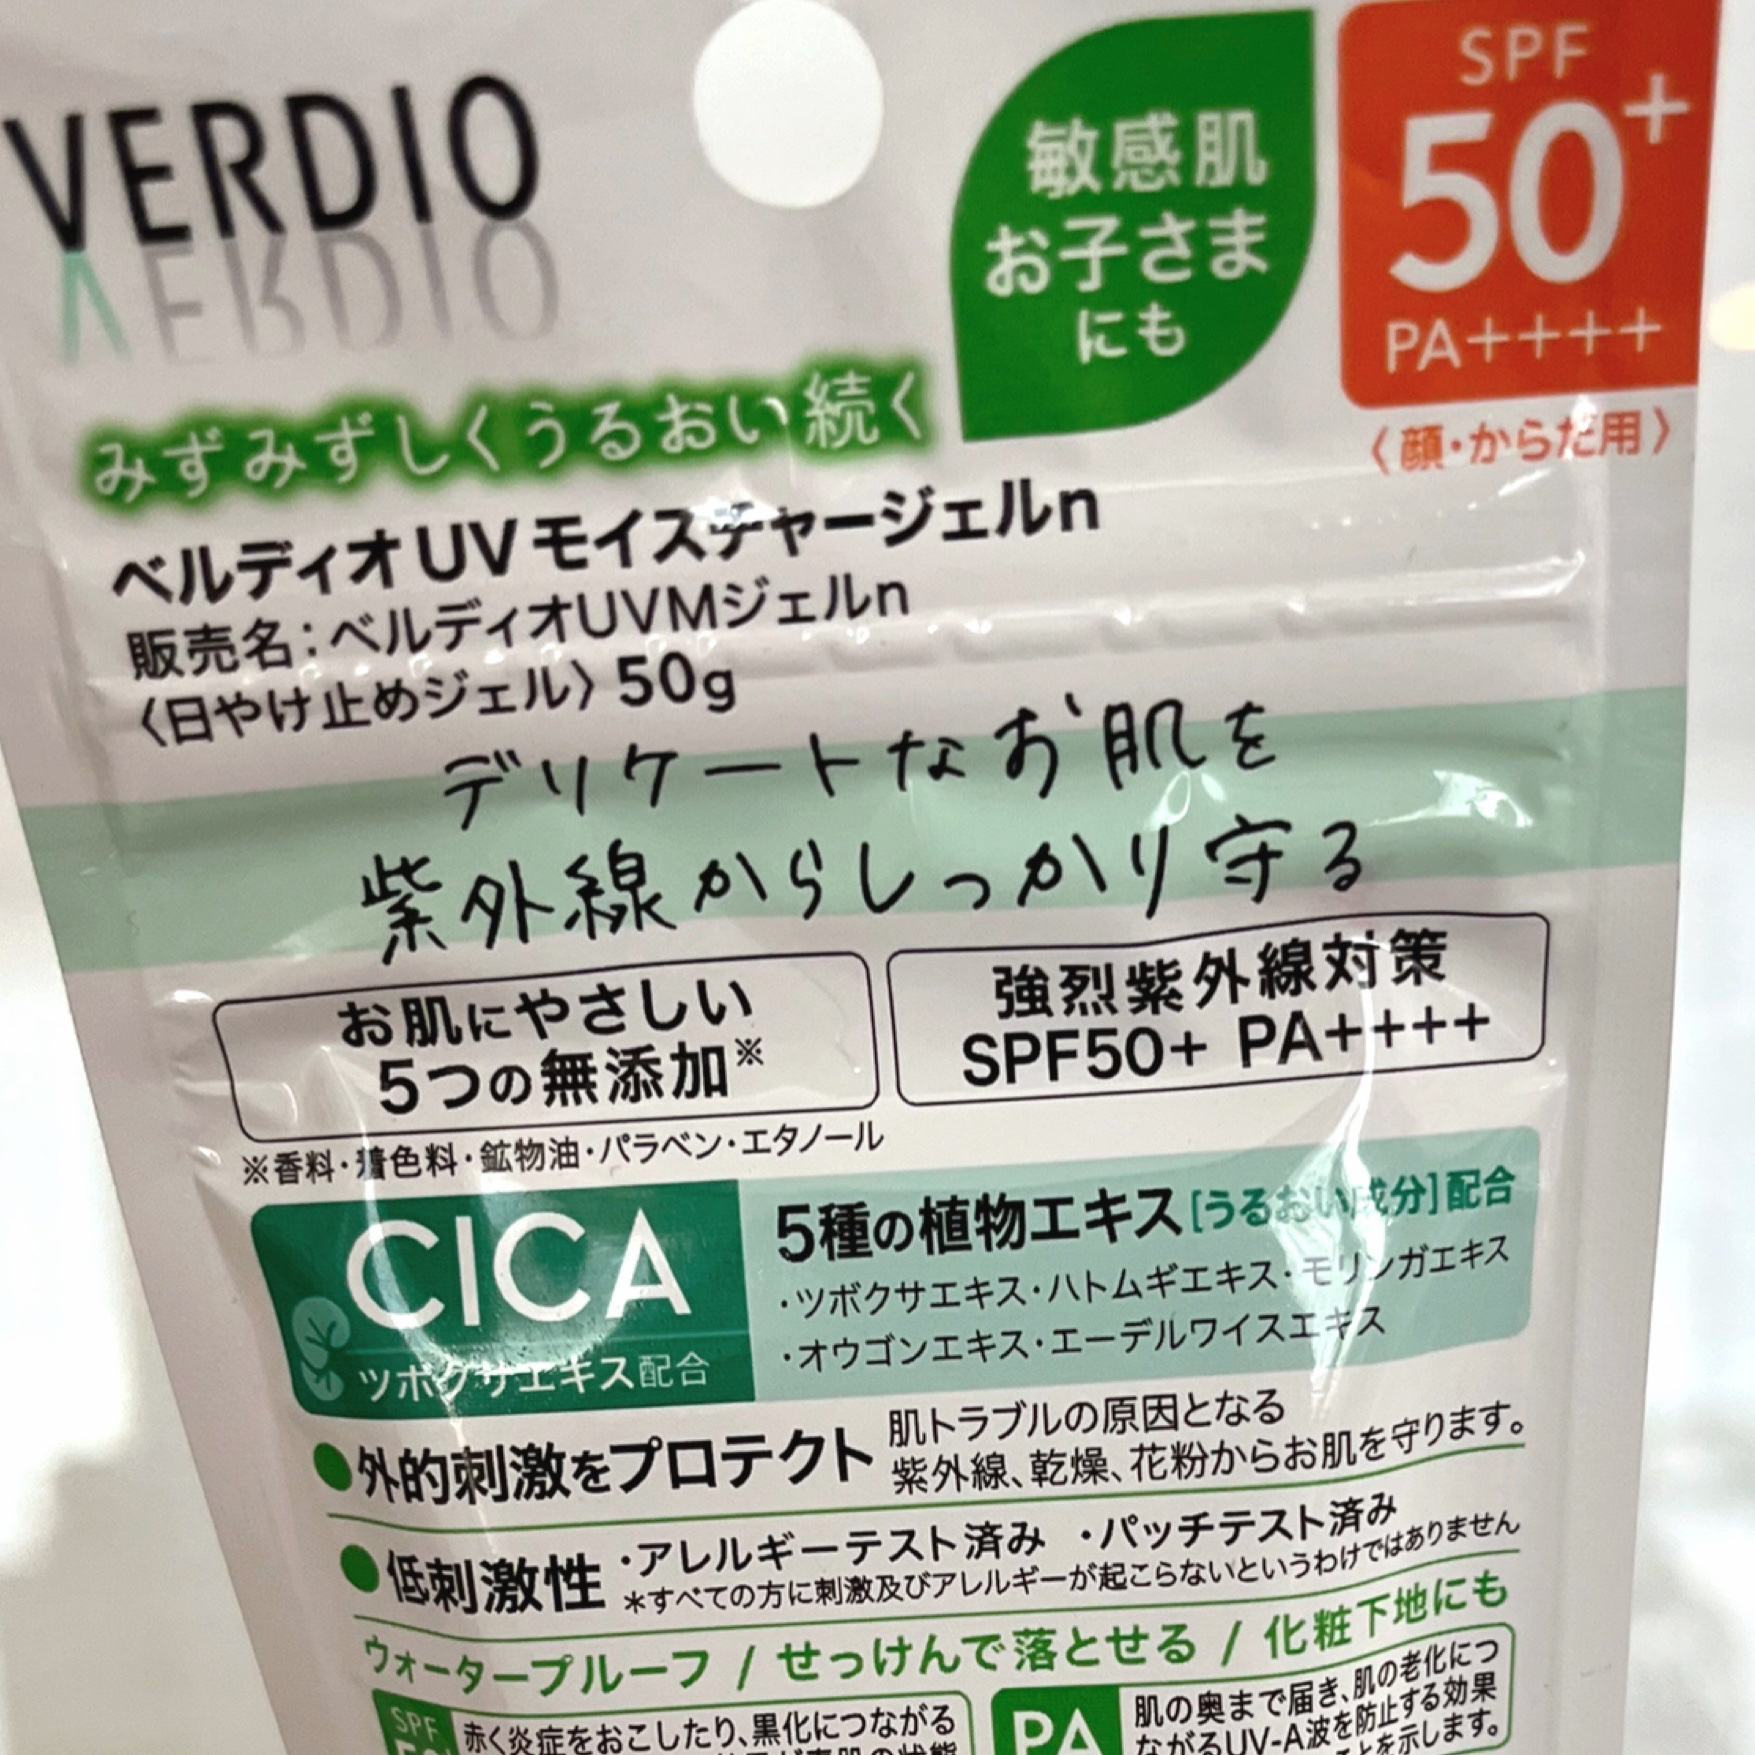 VERDIO
敏感肌
お子さま
にも
SPF
50+
PA++++
〈顔・からだ用〉
みずみずしくうるおい続く
ベルディオUVモイスチャージェルn
販売名:ベルディオUVMジェルn
〈日やけ止めジェル〉50g
デリケートなお肌を
紫外線からしっかり守る
お肌にやさしい
5つの無添加※
強烈紫外線対策
SPF50+ PA++++
※香料・着色料・鉱物油・パラベン・エタノール
CICA
ツボクサエキス配合
5種の植物エキス[うるおい成分]配合
・ツボクサエキス・ハトムギエキス・モリンガエキス
・オウゴンエキス・エーデルワイスエキス
●外的刺激をプロテクト
肌トラブルの原因となる
紫外線、乾燥、花粉からお肌を守ります。
●低刺激性
・アレルギーテスト済み ・パッチテスト済み
*すべての方に刺激及びアレルギーが起こらないというわけではありません
ウォータープルーフ / せっけんで落とせる / 化粧下地にも
SPF
赤く炎症をおこしたり、黒化につながる
PA
肌の奥まで届き、肌の老化につ
ながるUV-A波を防止する効果
とを示します。